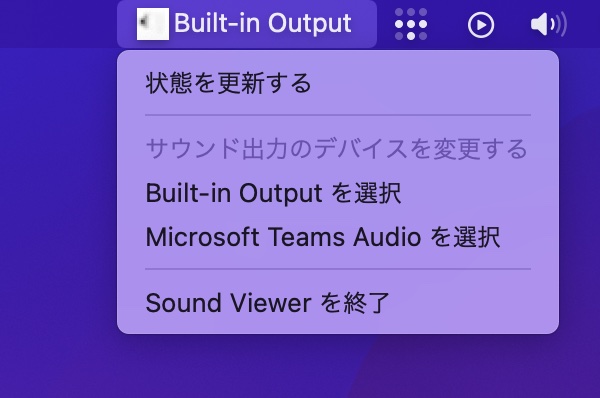 Built-in Output
状態を更新する
サウンド出力のデバイスを変更する
Built-in Output を選択
Microsoft Teams Audio を選択
Sound Viewer を終了